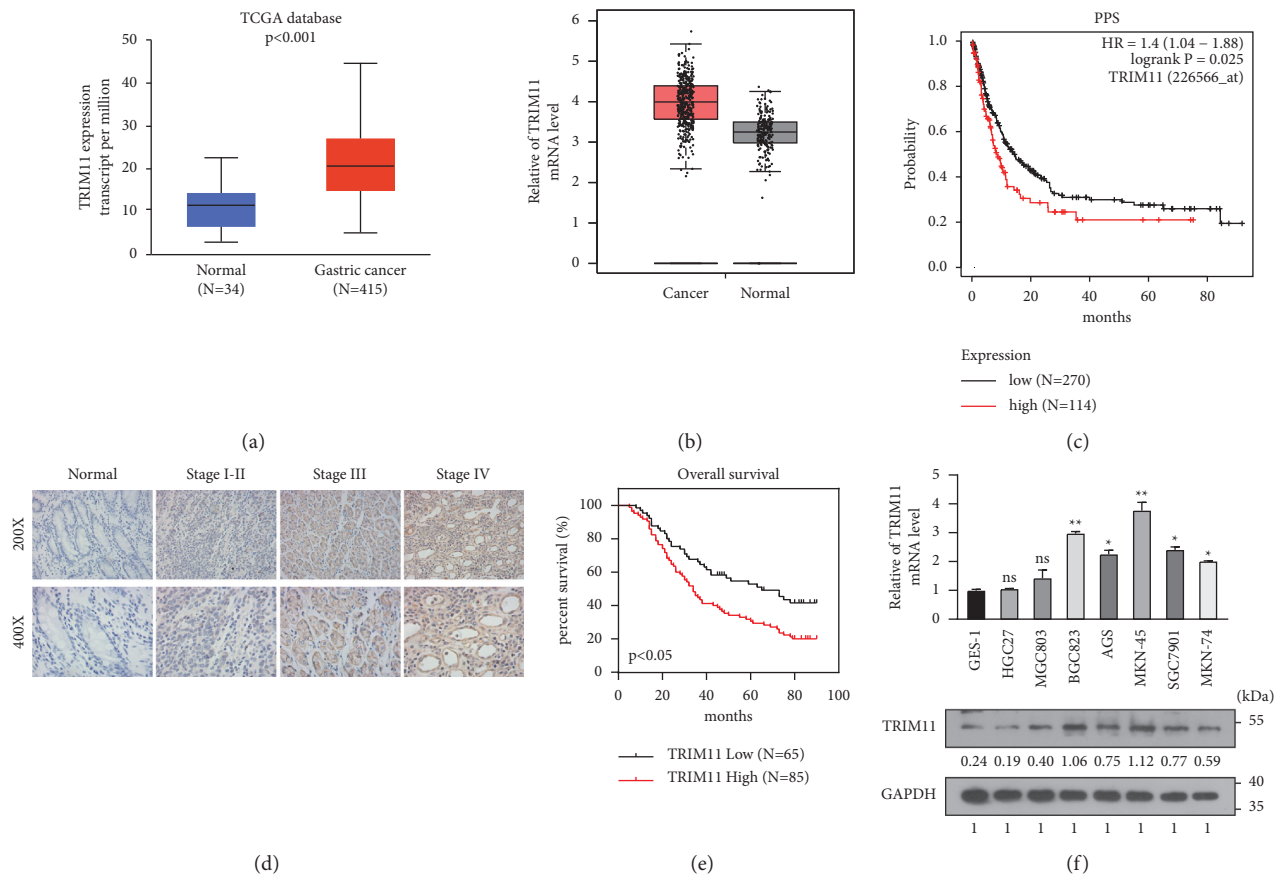 TCGA database
p<0.001
TRIM11 expression
transcript per million
50
40
30
20
10
0
Normal
(N=34)
Gastric cancer
(N=415)
(a)
Relative of TRIM11
mRNA level
6
5
4
3
2
1
0
Cancer
Normal
(b)
PPS
HR = 1.4 (1.04 − 1.88)
logrank P = 0.025
TRIM11 (226566_at)
Probability
1.0
0.8
0.6
0.4
0.2
0.0
0 20 40 60 80
months
Expression
low (N=270)
high (N=114)
(c)
Normal Stage I-II Stage III Stage IV
200X
400X
(d)
Overall survival
percent survival (%)
100
80
60
40
20
0
p<0.05
0 20 40 60 80 100
months
TRIM11 Low (N=65)
TRIM11 High (N=85)
(e)
Relative of TRIM11
mRNA level
5
4
3
2
1
0
ns ns ** * ** * *
GES-1
HGC27
MGC803
BGC823
AGS
MKN-45
SGC7901
MKN-74
(kDa)
TRIM11
55
0.24 0.19 0.40 1.06 0.75 1.12 0.77 0.59
GAPDH
40
35
1 1 1 1 1 1 1 1
(f)